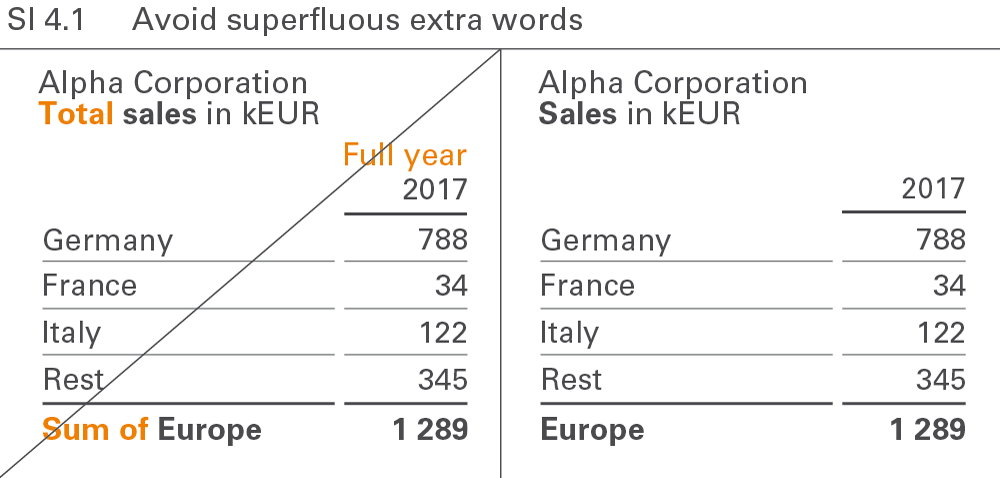 SI 4.1 Avoid superfluous extra words
Alpha Corporation
Total sales in kEUR
Full year
2017
Germany 788
France 34
Italy 122
Rest 345
Sum of Europe 1 289
Alpha Corporation
Sales in kEUR
2017
Germany 788
France 34
Italy 122
Rest 345
Europe 1 289